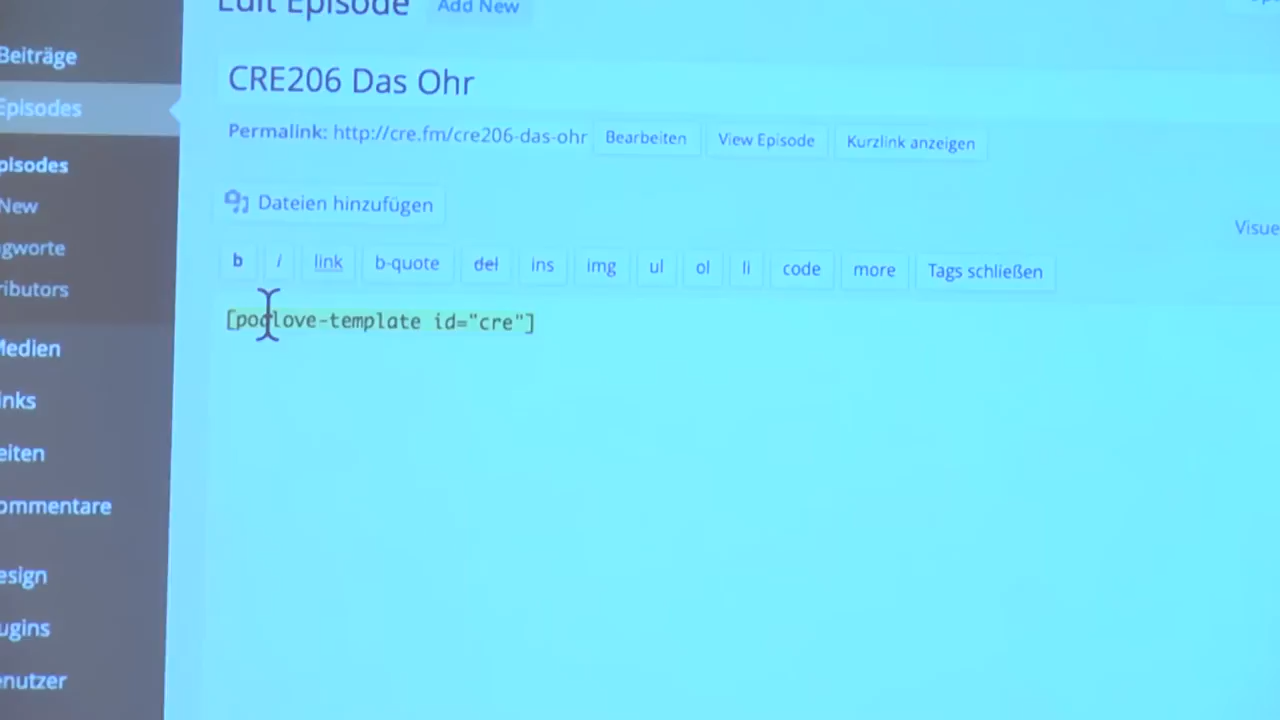 Edit Episode Add New
Beiträge
Episodes
CRE206 Das Ohr
Permalink: http://cre.fm/cre206-das-ohr Bearbeiten View Episode Kurzlink anzeigen
pisodes
New
gworte
ributors
Dateien hinzufügen
Visue
b i link b-quote del ins img ul ol li code more Tags schließen
[podlove-template id="cre"]
Medien
inks
eiten
ommentare
esign
ugins
enutzer